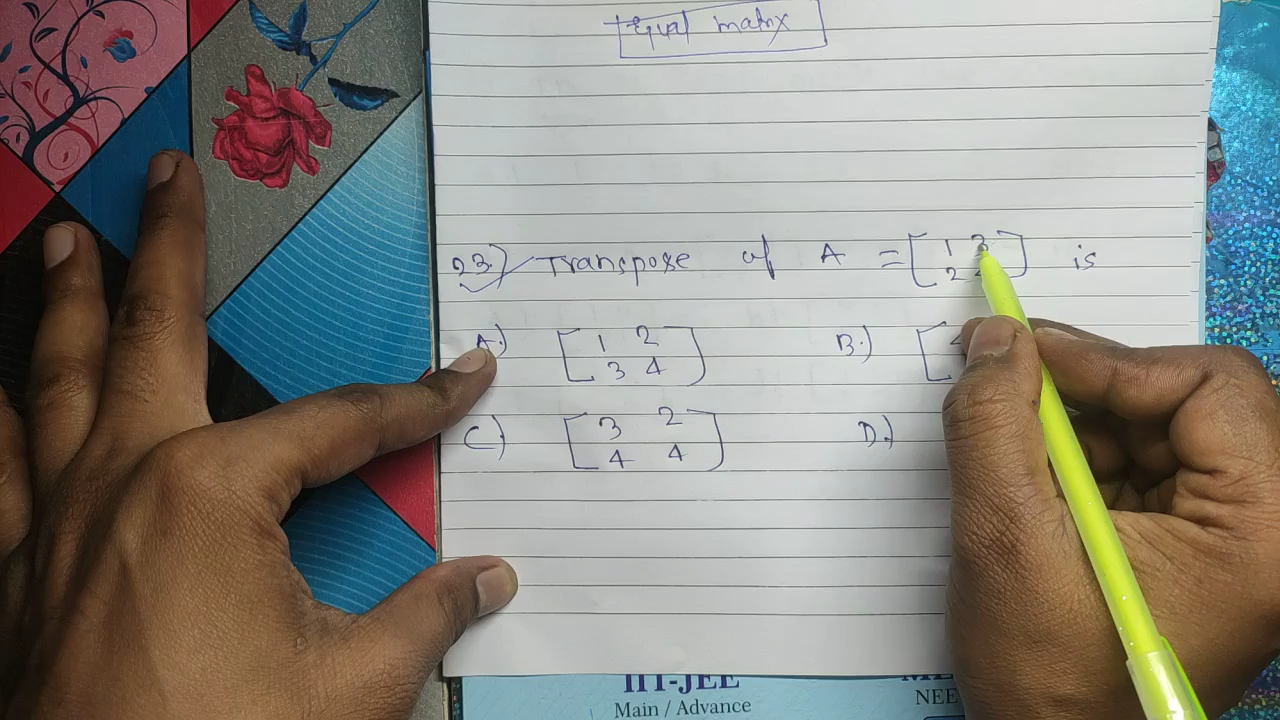 Equal matrix
23.) Transpose of A = [ 1 3 is
2
A.) [ 1 2 ] B.) [
3 4
C.) [ 3 2 ] D.)
4 4
IIT-JEE
Main / Advance
NEE